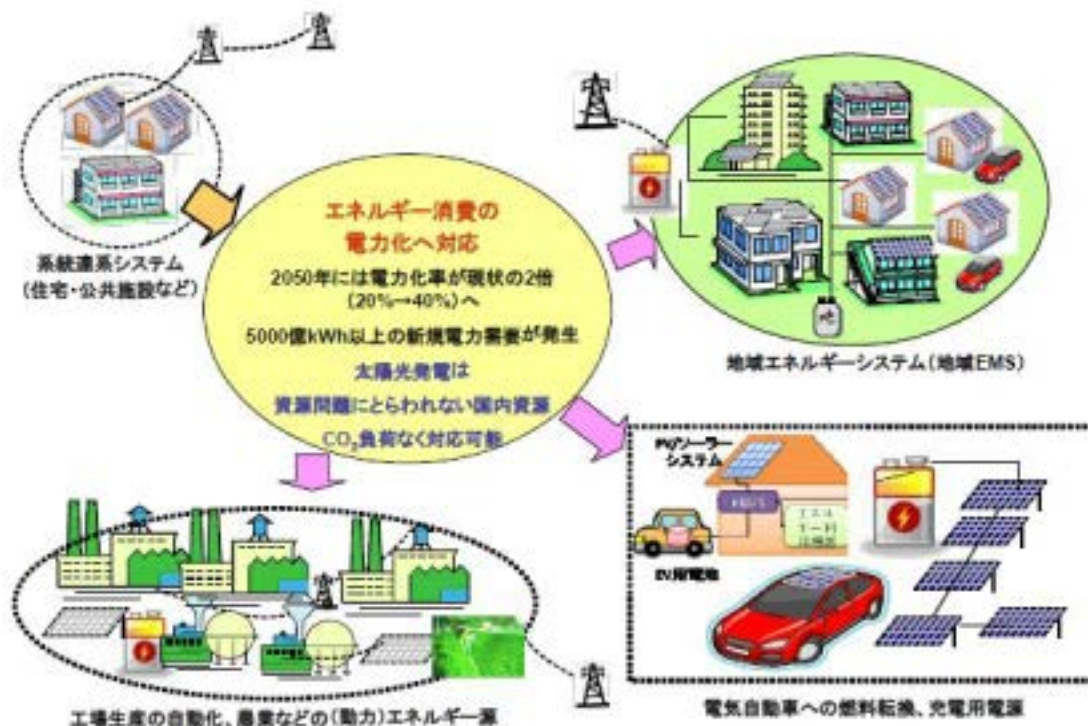 系統連系システム
(住宅・公共施設など)
エネルギー消費の
電力化へ対応
2050年には電力化率が現状の2倍
(20%→40%)へ
5000億kWh以上の新規電力需要が発生
太陽光発電は
資源問題にとらわれない国内資源
CO₂負荷なく対応可能
地域エネルギーシステム(地域EMS)
PV/ソーラー
システム
EV用電池
工場生産の自動化、農業などの(動力)エネルギー源
電気自動車への燃料転換、充電用電源